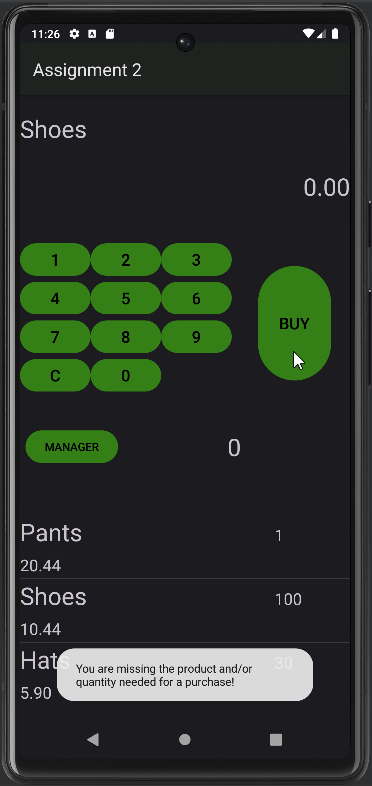 11:26
Assignment 2
Shoes
0.00
1 2 3
4 5 6
BUY
7 8 9
C 0
MANAGER 0
Pants 1
20.44
Shoes 100
10.44
Hats 30
You are missing the product and/or
quantity needed for a purchase!
5.90